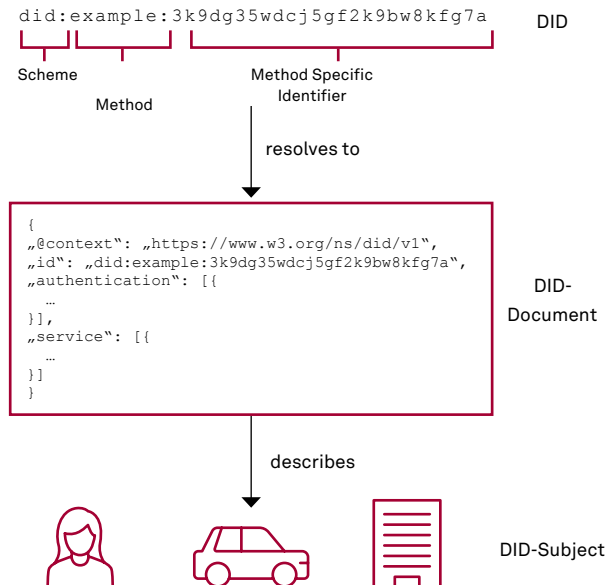 did:example:3k9dg35wdcj5gf2k9bw8kfg7a
DID
Scheme
Method
Method Specific
Identifier
resolves to
{
„@context“: „https://www.w3.org/ns/did/v1“,
„id“: „did:example:3k9dg35wdcj5gf2k9bw8kfg7a“,
„authentication“: [{
…
}],
„service“: [{
…
}]
}
DID-
Document
describes
DID-Subject